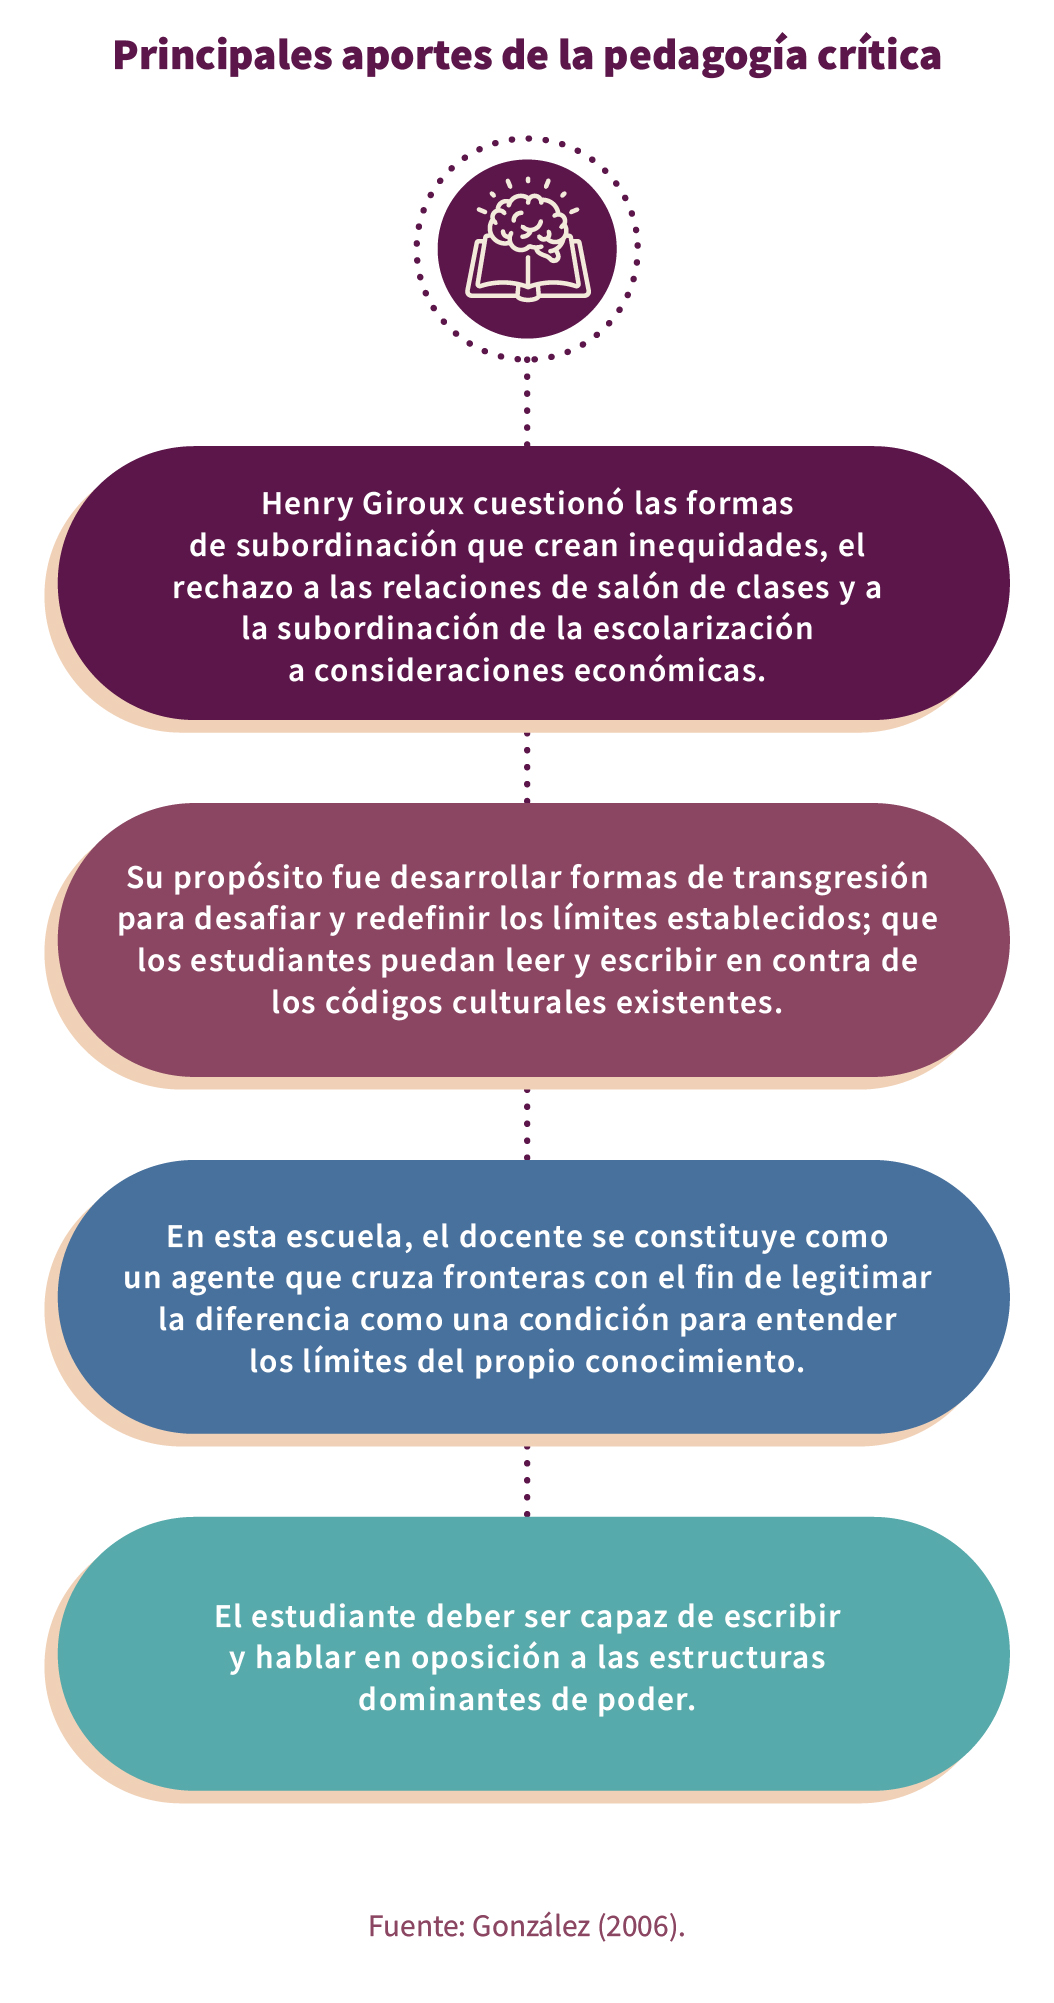 Principales aportes de la pedagogía crítica
Henry Giroux cuestionó las formas
de subordinación que crean inequidades, el
rechazo a las relaciones de salón de clases y a
la subordinación de la escolarización
a consideraciones económicas.
Su propósito fue desarrollar formas de transgresión
para desafiar y redefinir los límites establecidos; que
los estudiantes puedan leer y escribir en contra de
los códigos culturales existentes.
En esta escuela, el docente se constituye como
un agente que cruza fronteras con el fin de legitimar
la diferencia como una condición para entender
los límites del propio conocimiento.
El estudiante deber ser capaz de escribir
y hablar en oposición a las estructuras
dominantes de poder.
Fuente: González (2006).